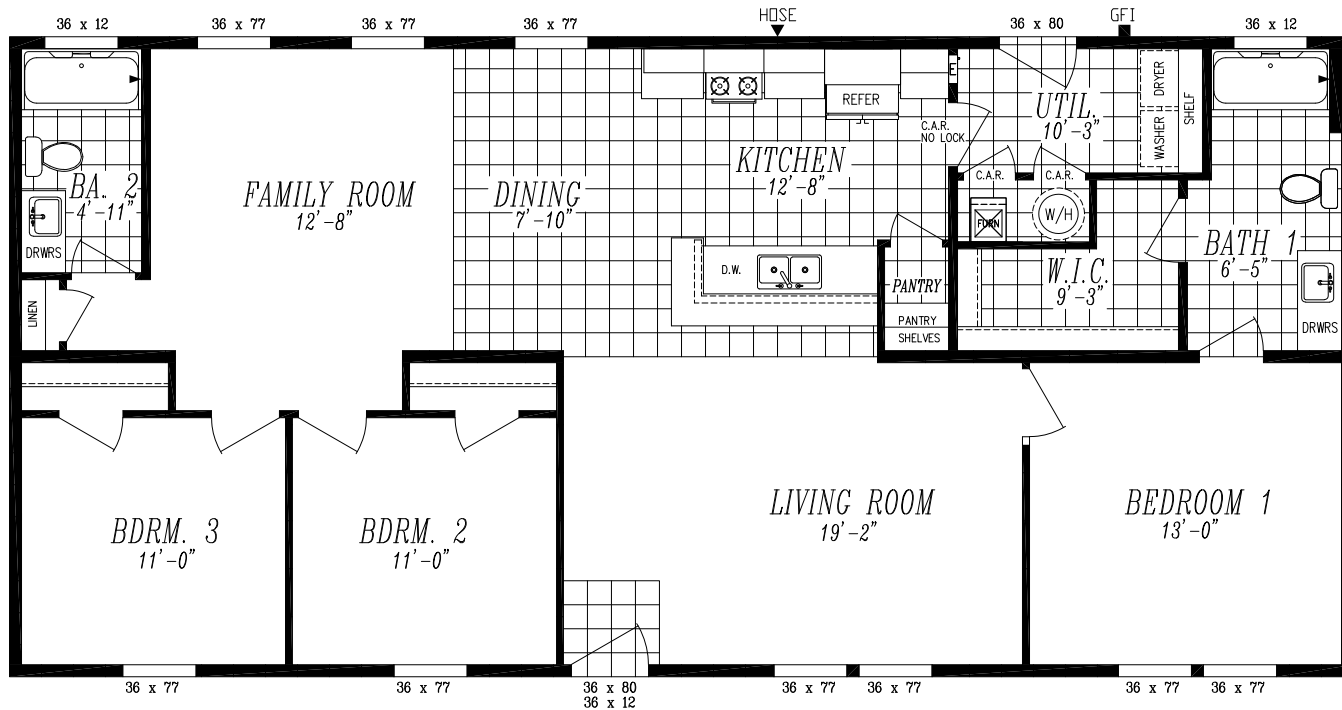 36 x 12
36 x 77
36 x 77
36 x 77
HOSE
36 x 80
GFI
36 x 12
REFER
E
C.A.R.
NO LOCK
UTIL.
10'-3"
DRYER
WASHER
SHELF
BA. 2
4'-11"
DRWRS
FAMILY ROOM
12'-8"
DINING
7'-10"
KITCHEN
12'-8"
C.A.R.
C.A.R.
FURN
W/H
BATH 1
6'-5"
DRWRS
W.I.C.
9'-3"
D.W.
PANTRY
PANTRY
SHELVES
LINEN
BDRM. 3
11'-0"
BDRM. 2
11'-0"
LIVING ROOM
19'-2"
BEDROOM 1
13'-0"
36 x 77
36 x 77
36 x 80
36 x 12
36 x 77
36 x 77
36 x 77
36 x 77